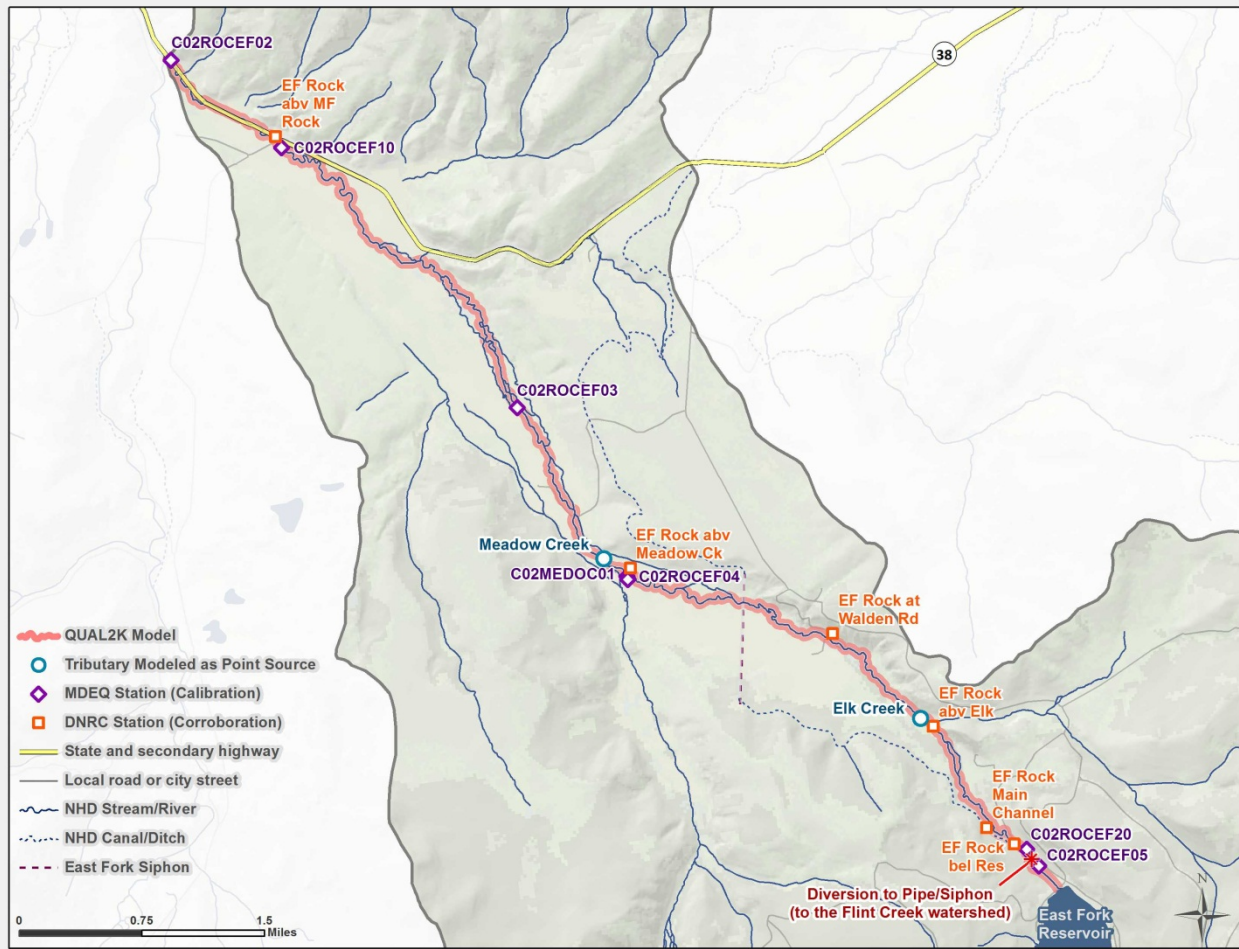 C02ROCEF02
38
EF Rock
abv MF
Rock
C02ROCEF10
C02ROCEF03
Meadow Creek
EF Rock abv
Meadow Ck
C02MEDOC01
C02ROCEF04
EF Rock at
Walden Rd
Elk Creek
EF Rock
abv Elk
EF Rock
Main
Channel
C02ROCEF20
EF Rock
bel Res
C02ROCEF05
Diversion to Pipe/Siphon
(to the Flint Creek watershed)
East Fork
Reservoir
N
QUAL2K Model
Tributary Modeled as Point Source
MDEQ Station (Calibration)
DNRC Station (Corroboration)
State and secondary highway
Local road or city street
NHD Stream/River
NHD Canal/Ditch
East Fork Siphon
0 0.75 1.5
Miles